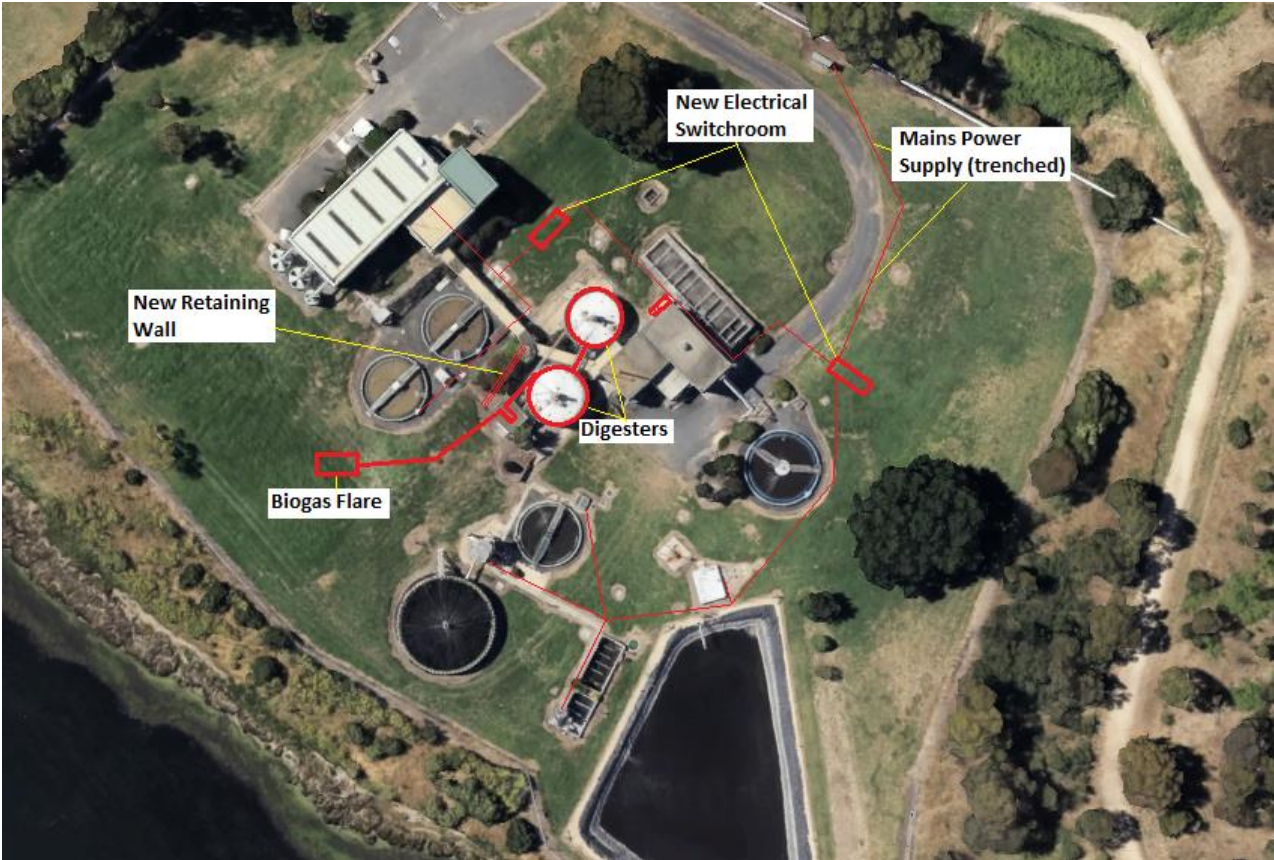 New Electrical
Switchroom
Mains Power
Supply (trenched)
New Retaining
Wall
Digesters
Biogas Flare